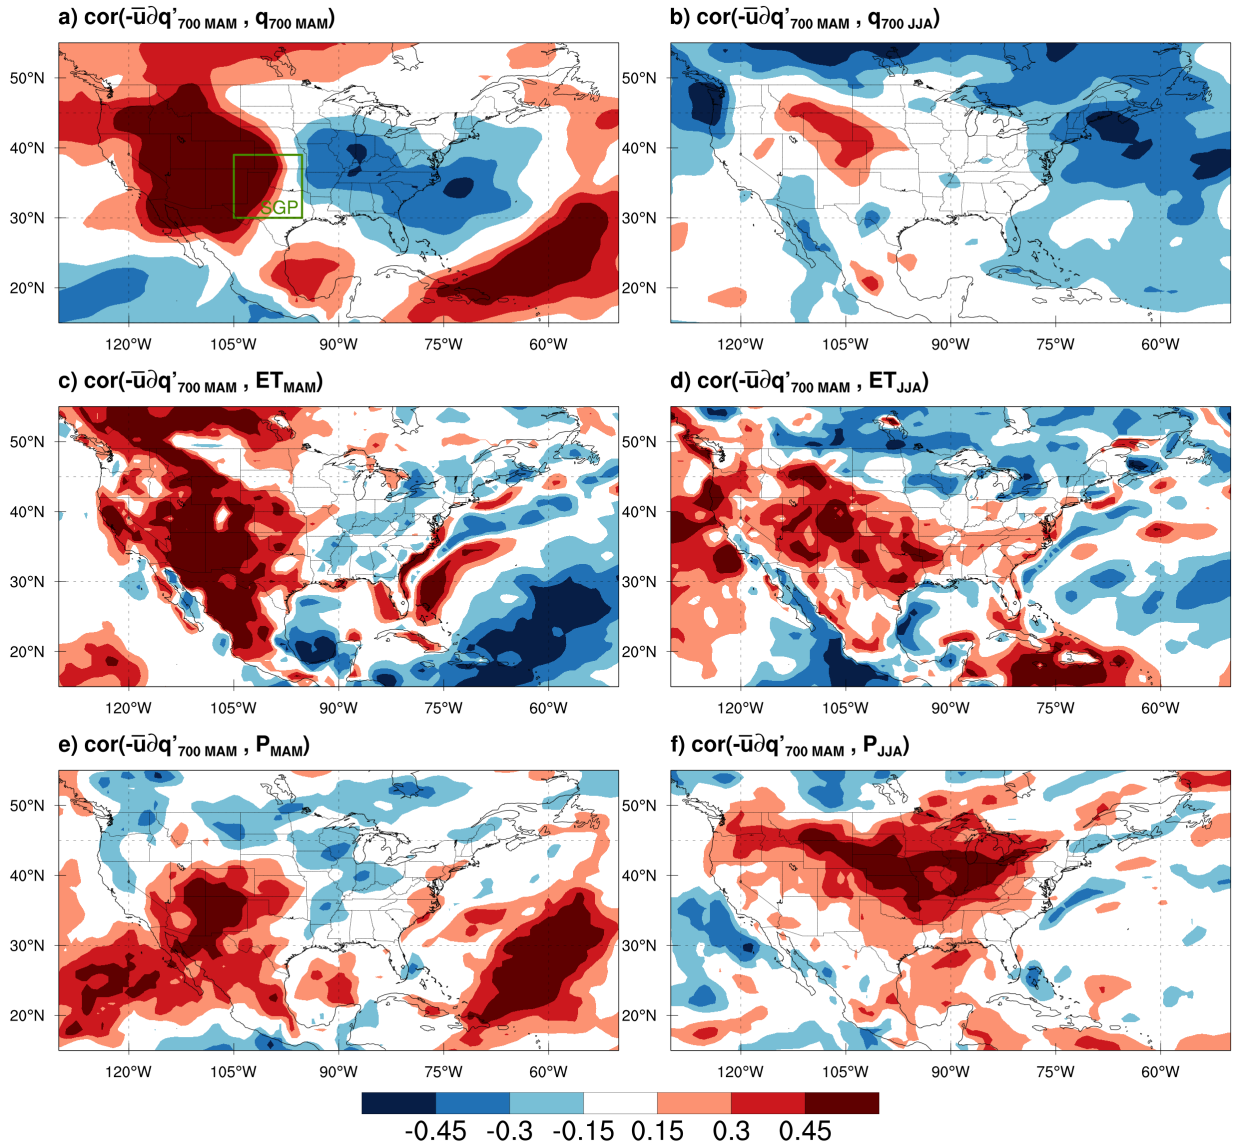 a) cor(-u̅∂q'700 MAM , q700 MAM)
b) cor(-u̅∂q'700 MAM , q700 JJA)
50°N
40°N
30°N
20°N
SGP
120°W 105°W 90°W 75°W 60°W
50°N
40°N
30°N
20°N
120°W 105°W 90°W 75°W 60°W
c) cor(-u̅∂q'700 MAM , ETMAM)
d) cor(-u̅∂q'700 MAM , ETJJA)
50°N
40°N
30°N
20°N
120°W 105°W 90°W 75°W 60°W
50°N
40°N
30°N
20°N
120°W 105°W 90°W 75°W 60°W
e) cor(-u̅∂q'700 MAM , PMAM)
f) cor(-u̅∂q'700 MAM , PJJA)
50°N
40°N
30°N
20°N
120°W 105°W 90°W 75°W 60°W
50°N
40°N
30°N
20°N
120°W 105°W 90°W 75°W 60°W
-0.45 -0.3 -0.15 0.15 0.3 0.45